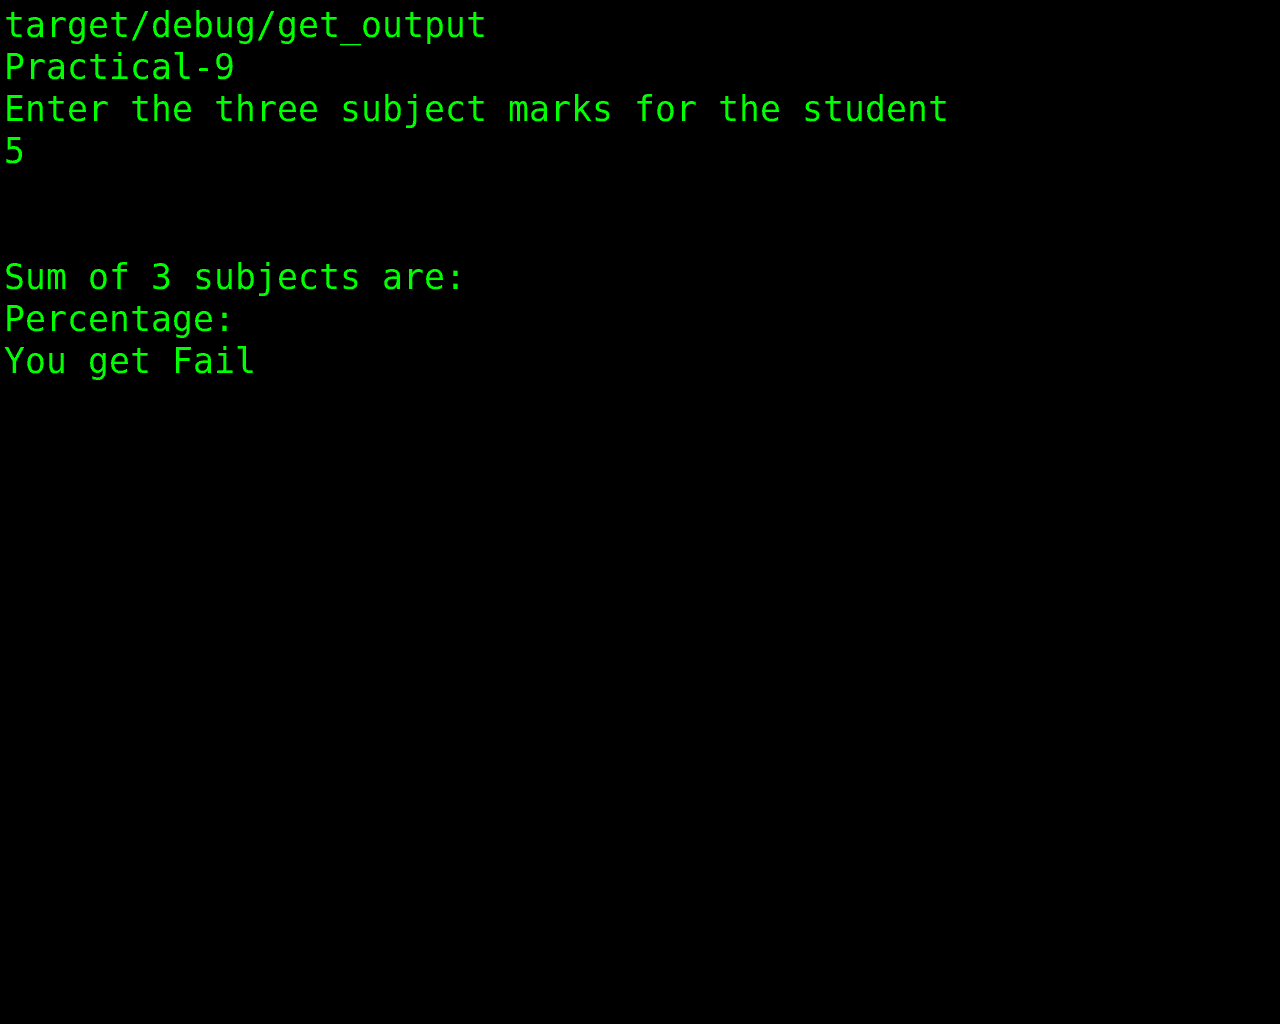 target/debug/get_output
Practical-9
Enter the three subject marks for the student
5
Sum of 3 subjects are:
Percentage:
You get Fail